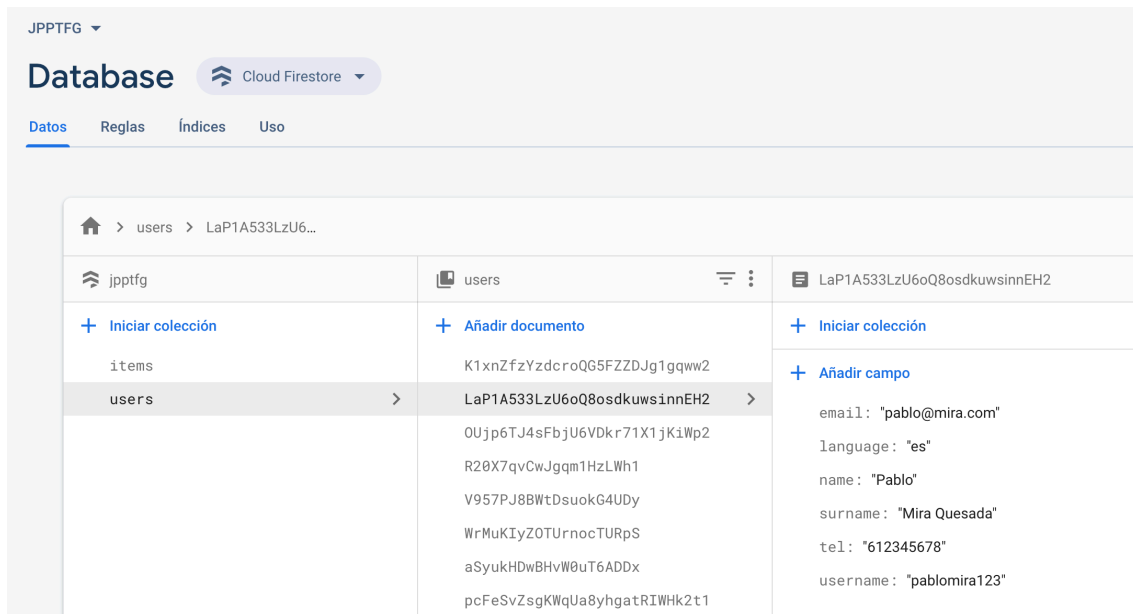 JPPTFG
Database Cloud Firestore
Datos Reglas Índices Uso
users LaP1A533LzU6…
jpptfg
Iniciar colección
items
users
users
Añadir documento
K1xnZfzYzdcroQG5FZZDJg1gqww2
LaP1A533LzU6oQ8osdkuwsinnEH2
OUjp6TJ4sFbjU6VDkr71X1jKiWp2
R20X7qvCwJgqm1HzLWh1
V957PJ8BWtDsuokG4UDy
WrMuKIyZOTUrnocTURpS
aSyukHDwBHvW0uT6ADDx
pcFeSvZsgKWqUa8yhgatRIWHk2t1
LaP1A533LzU6oQ8osdkuwsinnEH2
Iniciar colección
Añadir campo
email: "pablo@mira.com"
language: "es"
name: "Pablo"
surname: "Mira Quesada"
tel: "612345678"
username: "pablomira123"